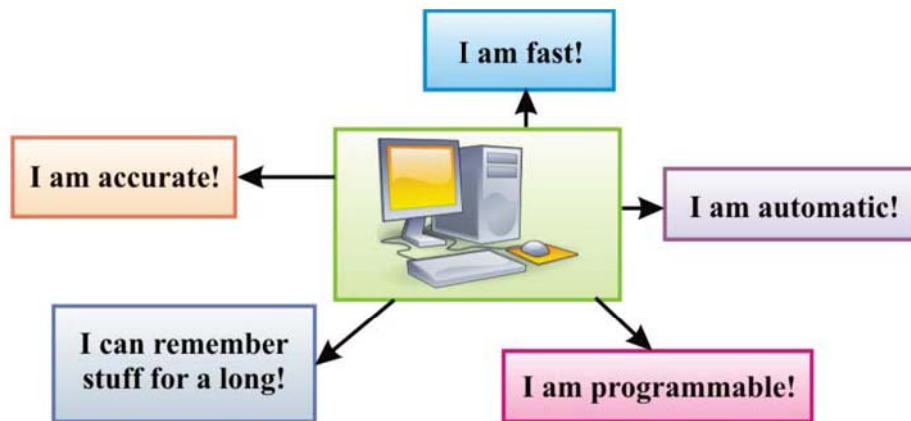 I am fast!
I am accurate!
I am automatic!
I can remember
stuff for a long!
I am programmable!